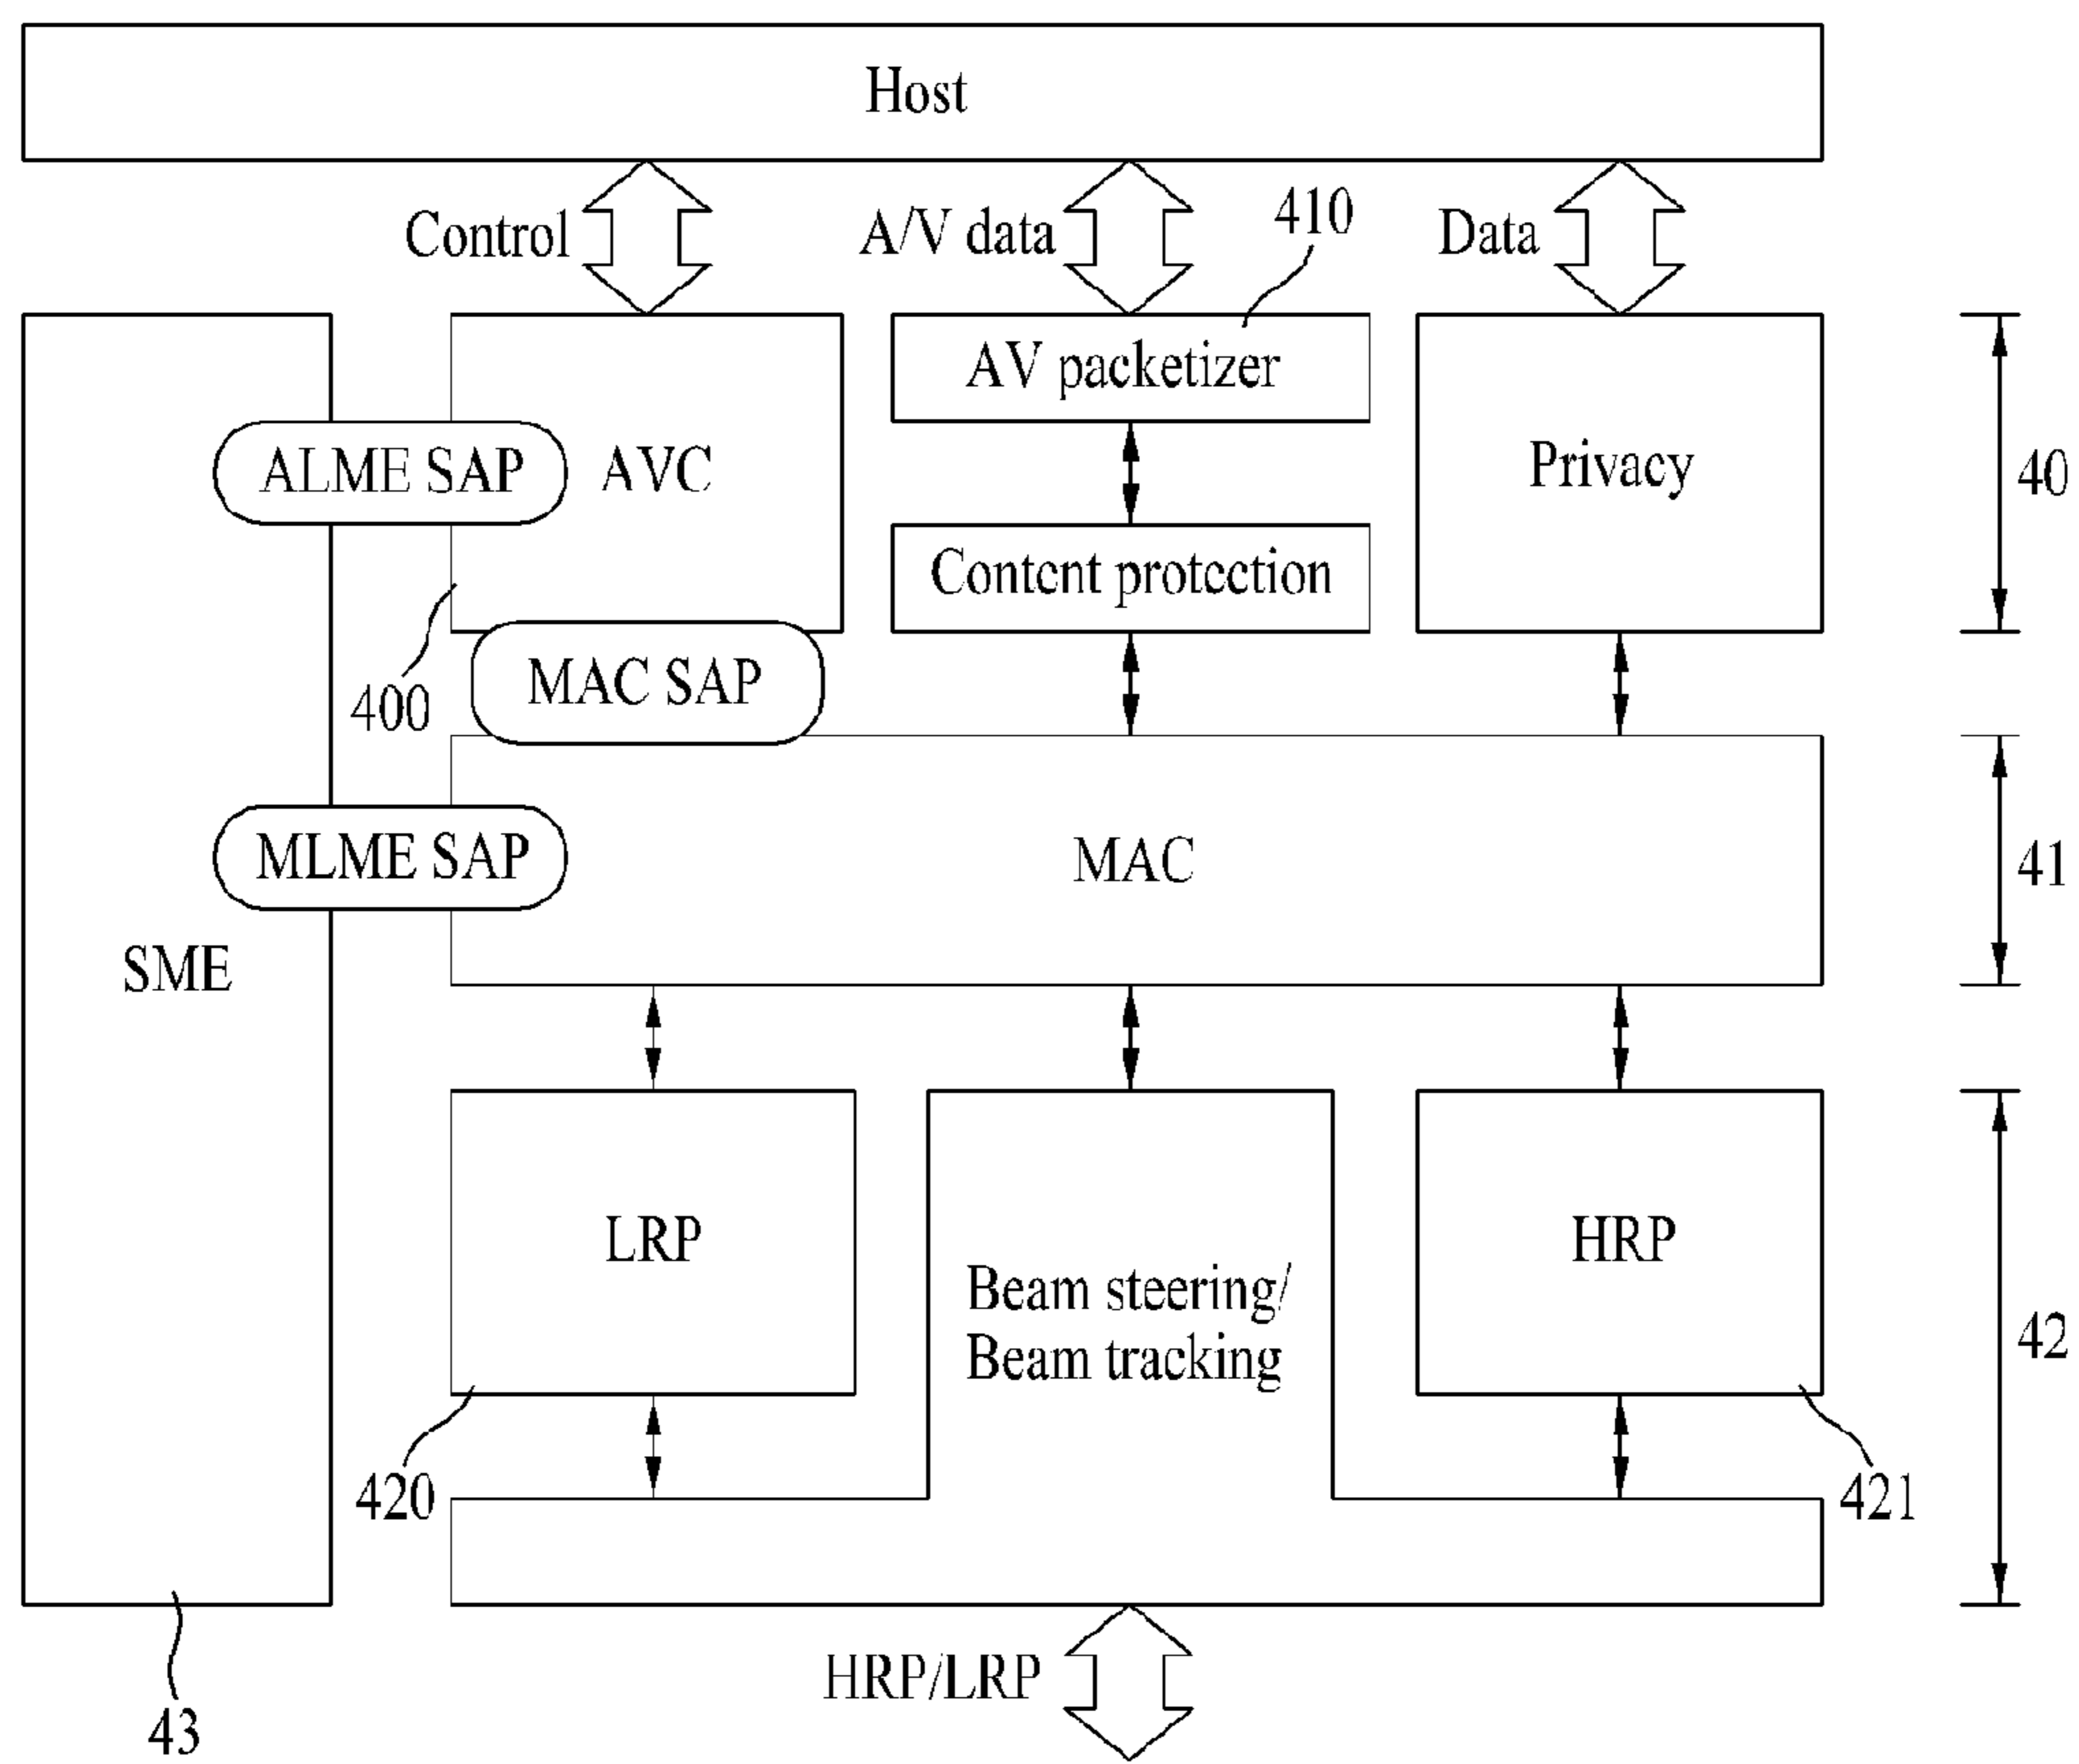 Host
Control
A/V data
410
Data
AV packetizer
ALME SAP
AVC
Privacy
40
Content protection
400
MAC SAP
MLME SAP
MAC
41
SME
LRP
HRP
Beam steering/
Beam tracking
42
420
421
HRP/LRP
43